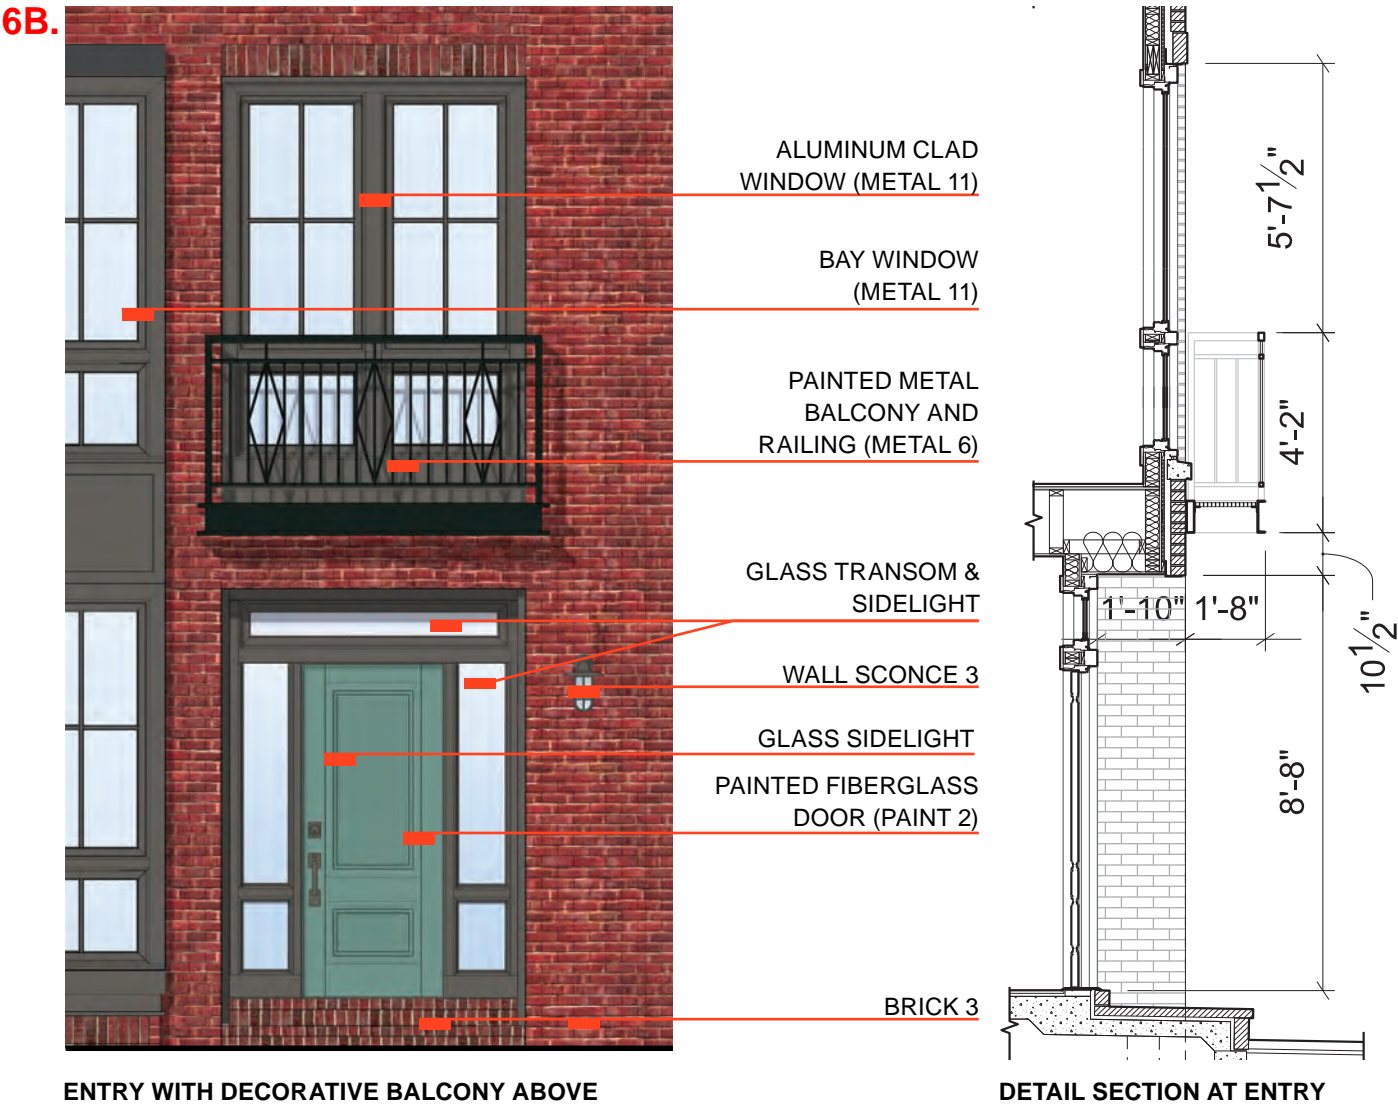 6B.
ALUMINUM CLAD
WINDOW (METAL 11)
BAY WINDOW
(METAL 11)
PAINTED METAL
BALCONY AND
RAILING (METAL 6)
GLASS TRANSOM &
SIDELIGHT
WALL SCONCE 3
GLASS SIDELIGHT
PAINTED FIBERGLASS
DOOR (PAINT 2)
BRICK 3
5'-7 1/2"
4'-2"
1'-10" 1'-8"
10 1/2"
8'-8"
ENTRY WITH DECORATIVE BALCONY ABOVE
DETAIL SECTION AT ENTRY